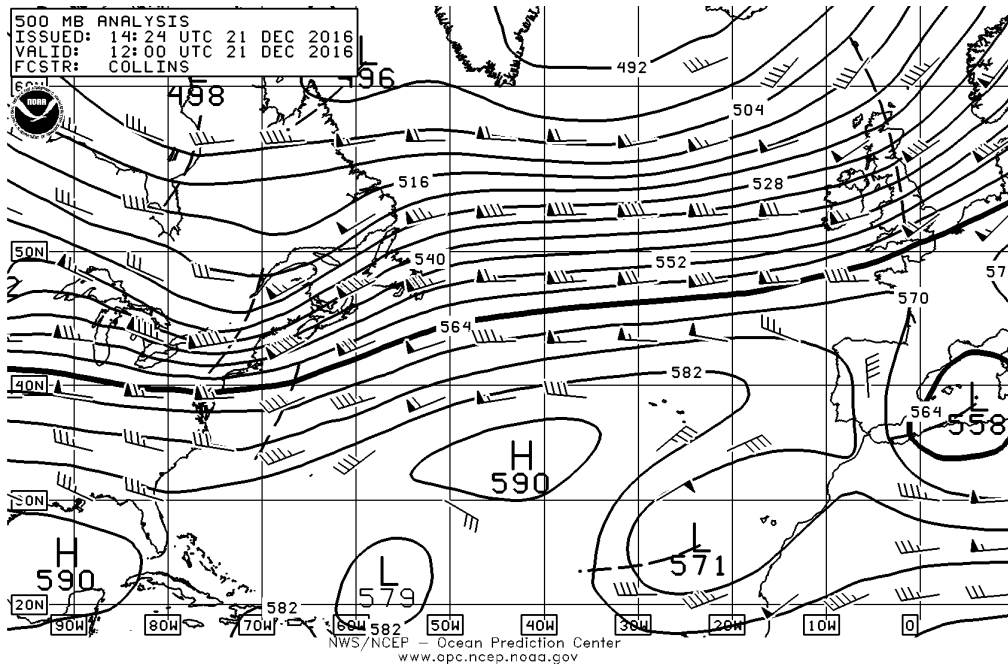 500 MB ANALYSIS
ISSUED: 14:24 UTC 21 DEC 2016
VALID: 12:00 UTC 21 DEC 2016
FCSTR: COLLINS
L
498
L
496
492
60N
NOAA
504
516
528
50N
540
552
57
570
564
40N
582
L
558
564
H
590
30N
H
590
L
579
L
571
20N
582
582
90W
80W
70W
60W
50W
40W
30W
20W
10W
0
NWS/NCEP – Ocean Prediction Center
www.opc.ncep.noaa.gov